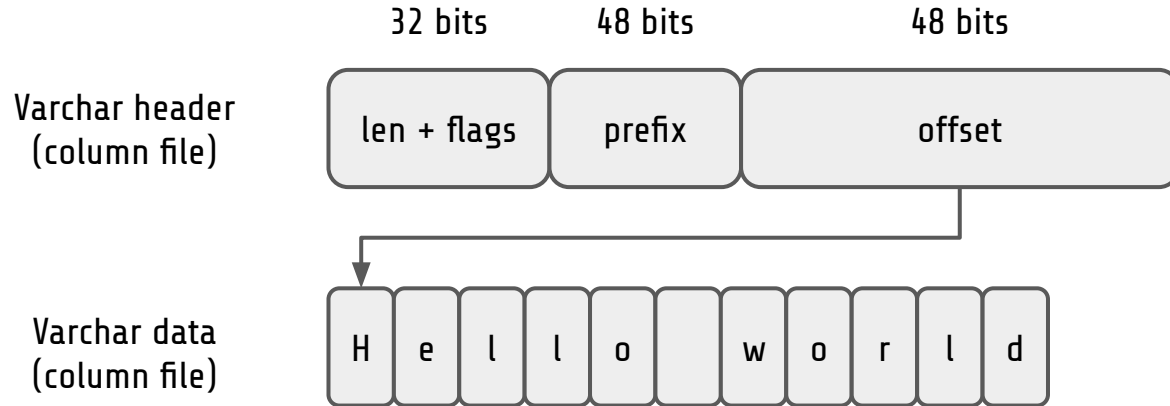 32 bits 48 bits 48 bits
Varchar header
(column file)
len + flags prefix offset
Varchar data
(column file)
H e l l o w o r l d